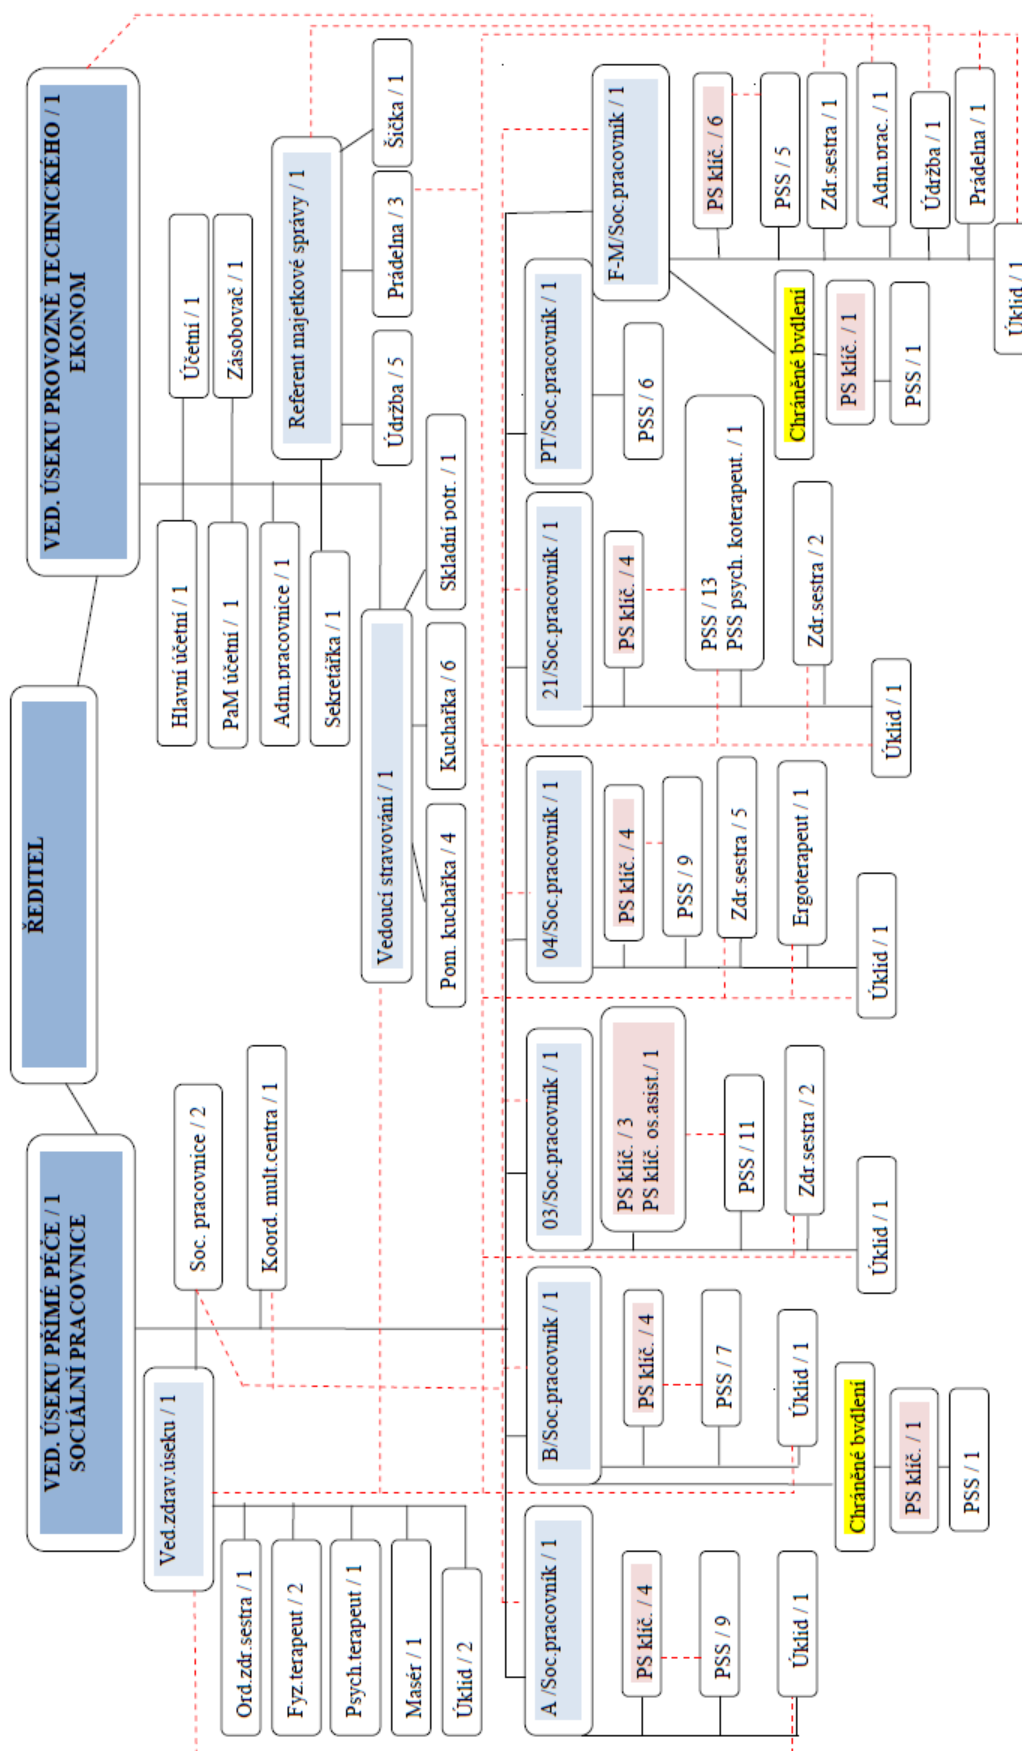 ŘEDITEL
VED. ÚSEKU PŘÍMÉ PÉČE / 1
SOCIÁLNÍ PRACOVNICE
VED. ÚSEKU PROVOZNĚ TECHNICKÉHO / 1
EKONOM
Ved.zdrav.úseku / 1
Soc. pracovnice / 2
Koord. mult.centra / 1
Ord.zdr.sestra / 1
Fyz.terapeut / 2
Psych.terapeut / 1
Masér / 1
Úklid / 2
Hlavní účetní / 1
Účetní / 1
PaM účetní / 1
Zásobovač / 1
Adm.pracovnice / 1
Sekretářka / 1
Referent majetkové správy / 1
Údržba / 5
Prádelna / 3
Šička / 1
Vedoucí stravování / 1
Pom. kuchařka / 4
Kuchařka / 6
Skladní potr. / 1
A /Soc.pracovník / 1
PS klíč. / 4
PSS / 9
Úklid / 1
B/Soc.pracovník / 1
PS klíč. / 4
PSS / 7
Úklid / 1
Chráněné bydlení
PS klíč. / 1
PSS / 1
03/Soc.pracovník / 1
PS klíč. / 3
PS klíč. os.asist./ 1
PSS / 11
Zdr.sestra / 2
Úklid / 1
04/Soc.pracovník / 1
PS klíč. / 4
PSS / 9
Zdr.sestra / 5
Ergoterapeut / 1
Úklid / 1
21/Soc.pracovník / 1
PS klíč. / 4
PSS / 13
PSS psych. koterapeut. / 1
Zdr.sestra / 2
Úklid / 1
PT/Soc.pracovník / 1
PSS / 6
F-M/Soc.pracovník / 1
PS klíč. / 6
PSS / 5
Zdr.sestra / 1
Adm.prac. / 1
Údržba / 1
Prádelna / 1
Úklid / 1
Chráněné bydlení
PS klíč. / 1
PSS / 1